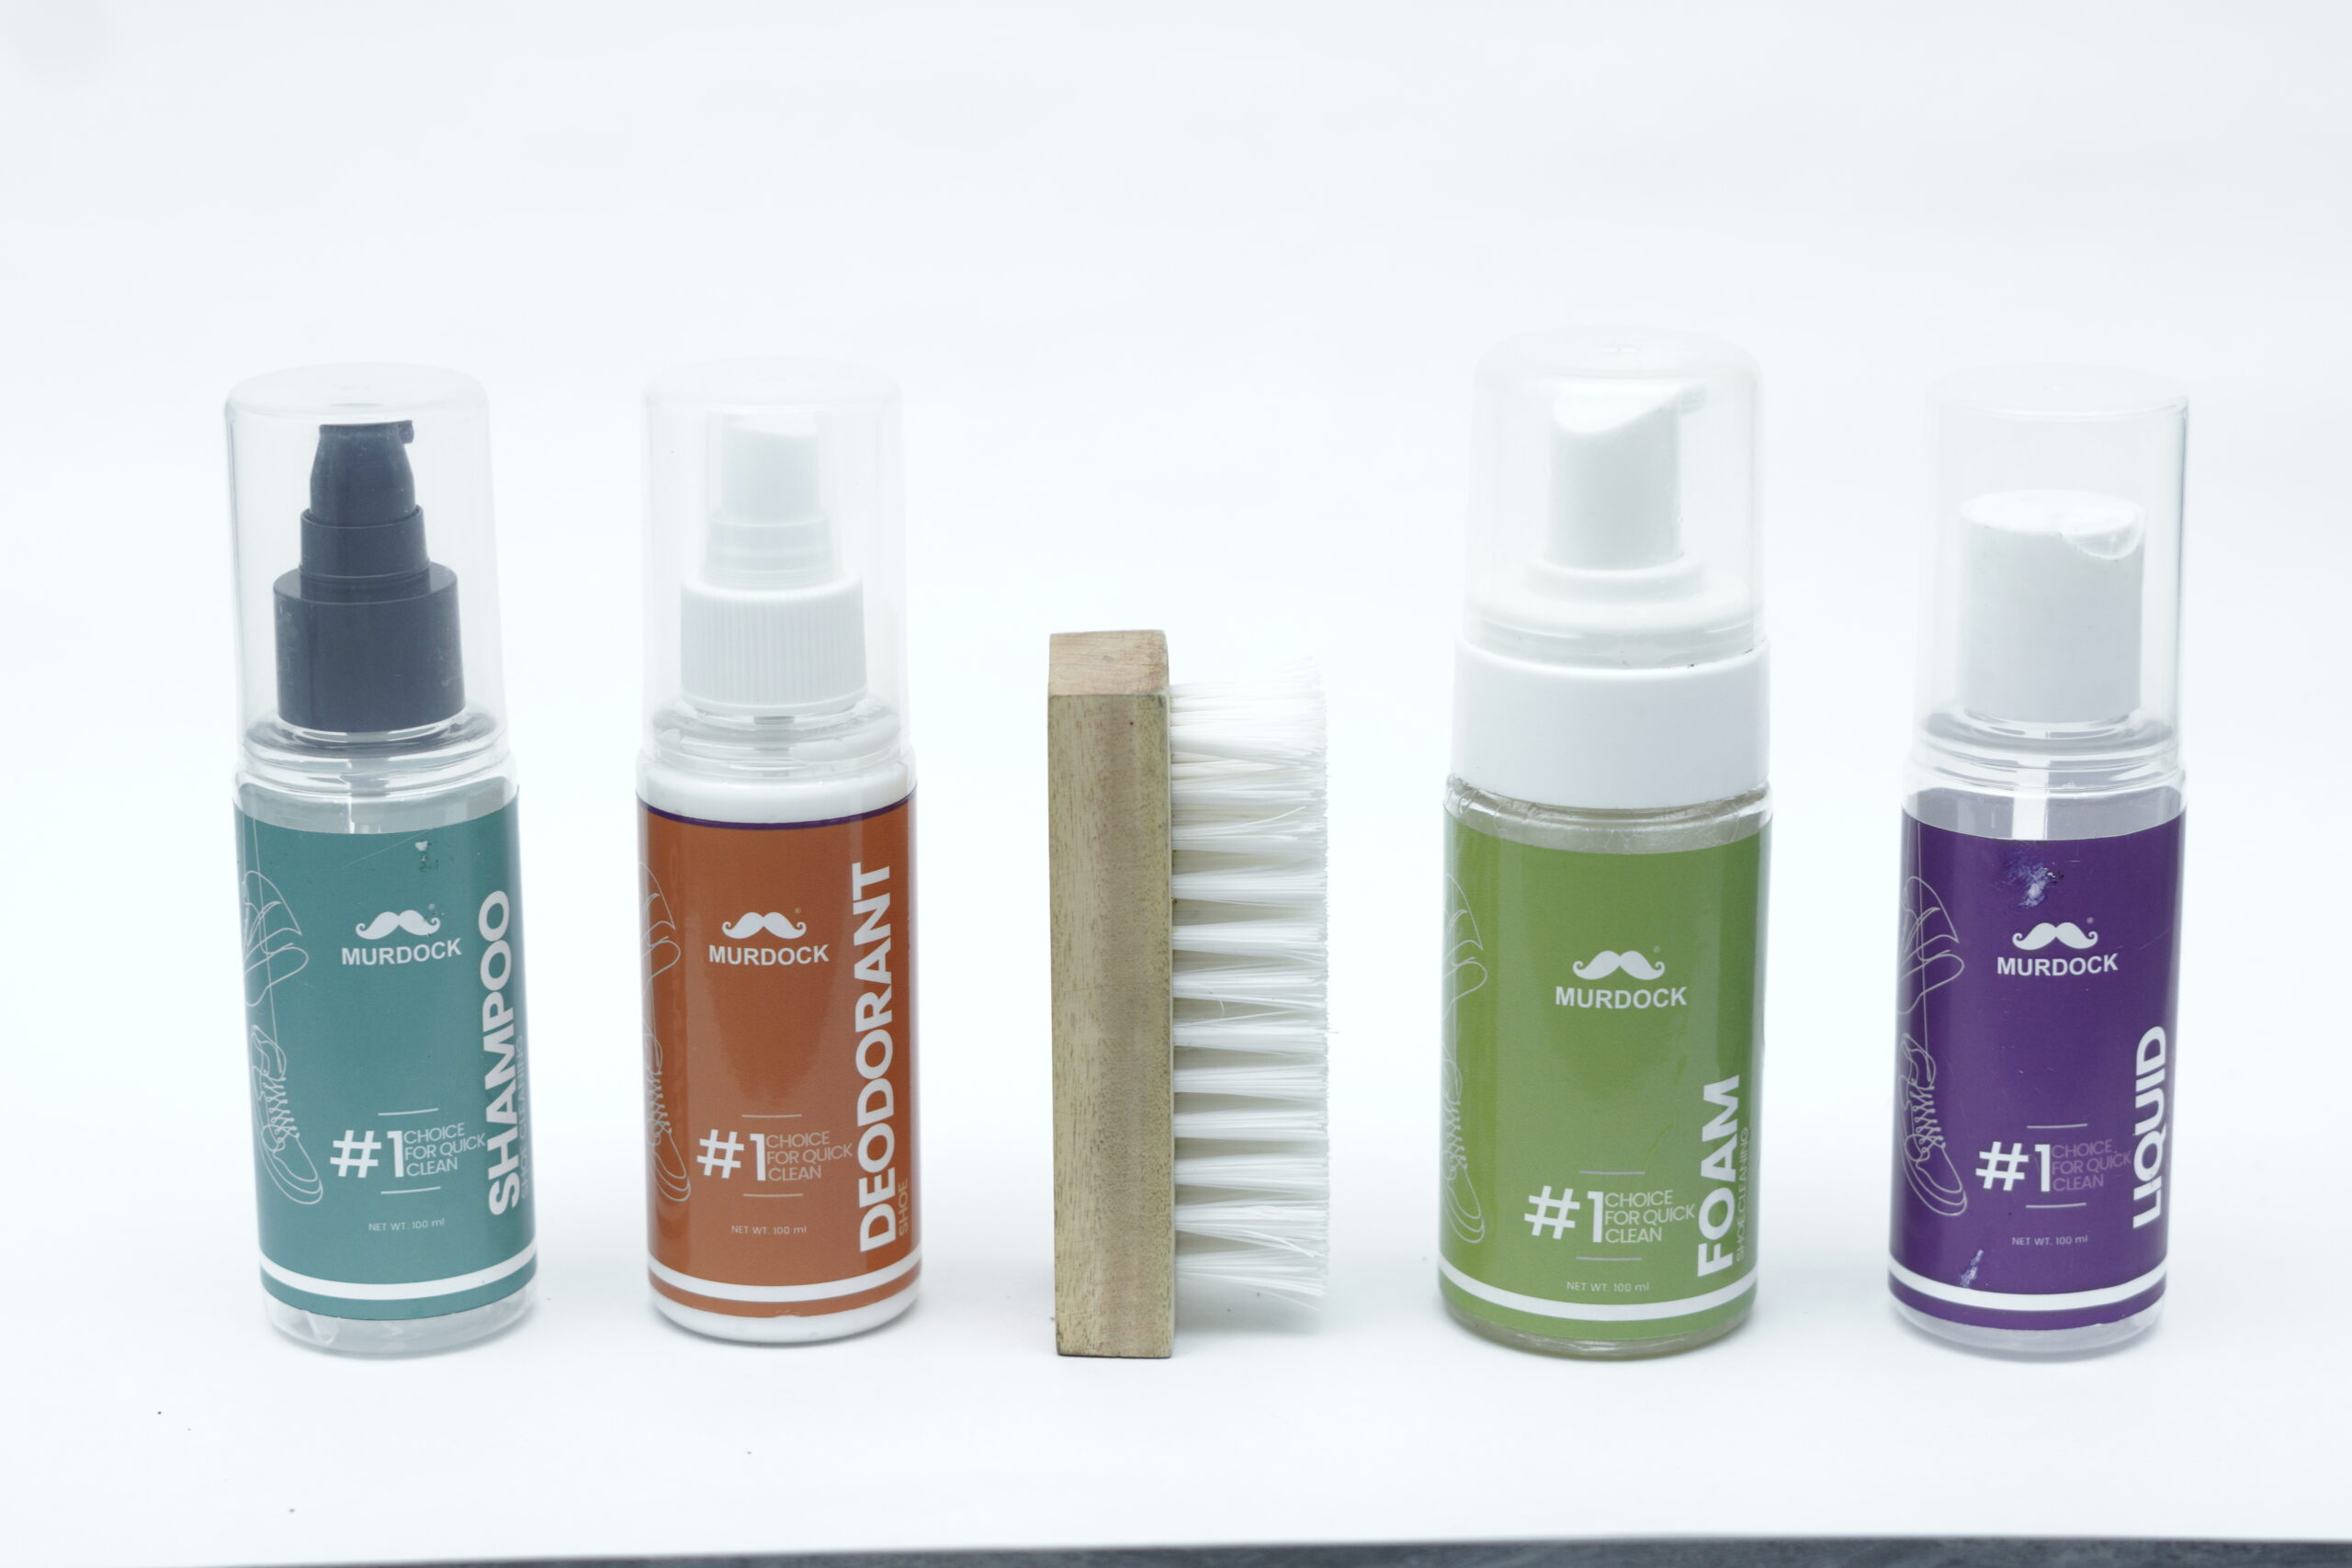 MURDOCK
#1 CHOICE
FOR QUICK
CLEAN
NET WT. 100 ml
SHAMPOO
SHOE CLEANING
MURDOCK
#1 CHOICE
FOR QUICK
CLEAN
NET WT. 100 ml
DEODORANT
SHOE
MURDOCK
#1 CHOICE
FOR QUICK
CLEAN
NET WT. 100 ml
FOAM
SHOE CLEANING
MURDOCK
#1 CHOICE
FOR QUICK
CLEAN
NET WT. 100 ml
LIQUID